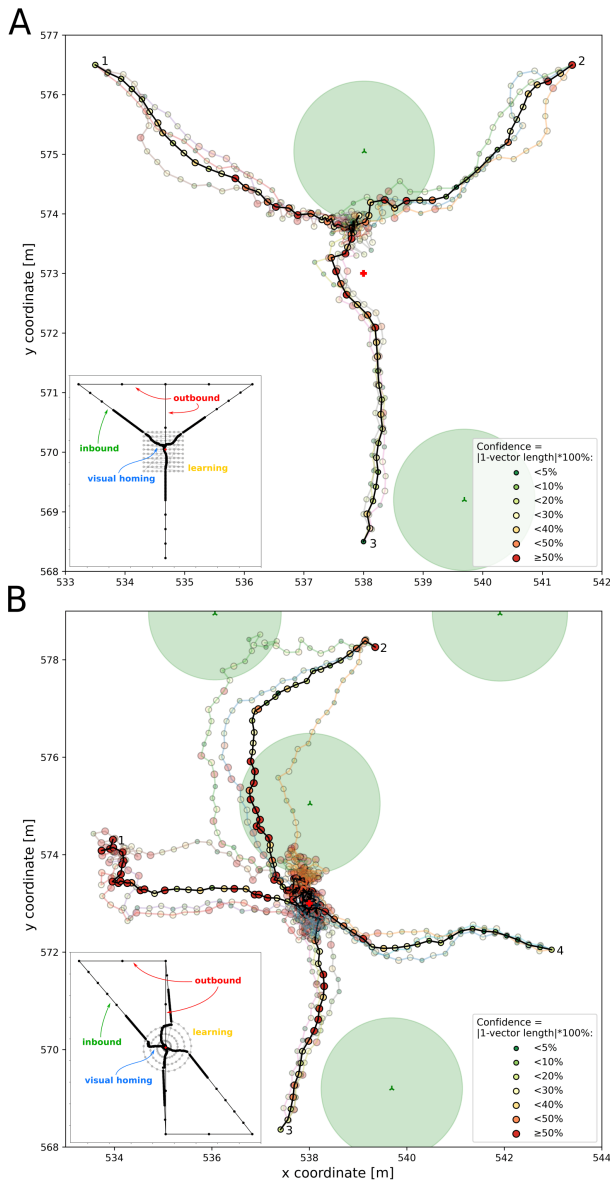 A
577
576
575
574
573
572
571
570
569
568
y coordinate [m]
1
2
3
outbound
inbound
visual homing
learning
Confidence =
|1-vector length|*100%:
<5%
<10%
<20%
<30%
<40%
<50%
≥50%
533 534 535 536 537 538 539 540 541 542
B
578
576
574
572
570
568
y coordinate [m]
2
1
4
3
outbound
learning
inbound
visual homing
Confidence =
|1-vector length|*100%:
<5%
<10%
<20%
<30%
<40%
<50%
≥50%
534 536 538 540 542 544
x coordinate [m]